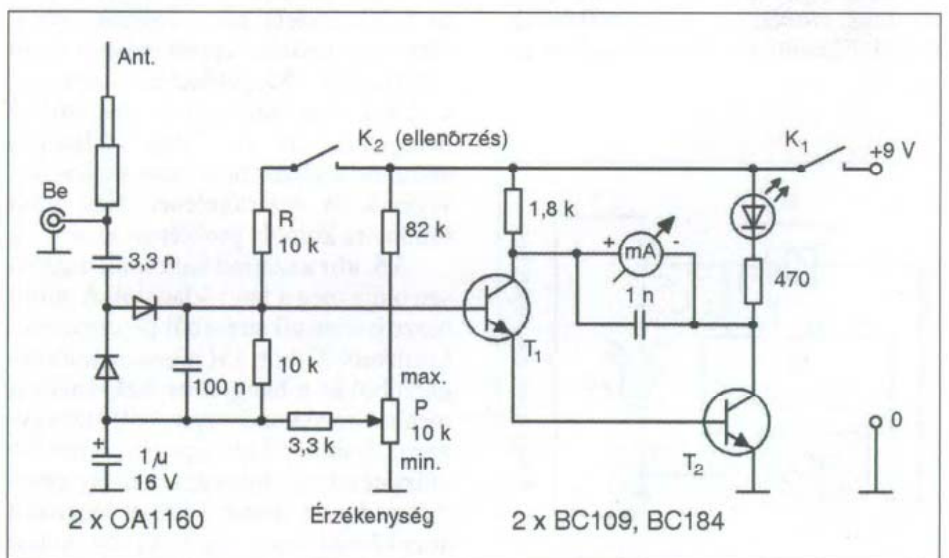 Ant.
K₂ (ellenőrzés)
K₁
+9 V
Be
R
10 k
82 k
1,8 k
+
mA
-
3,3 n
1 n
470
T₁
100 n
10 k
max.
P
10 k
min.
3,3 k
+
1 µ
16 V
T₂
0
2 x OA1160
Érzékenység
2 x BC109, BC184